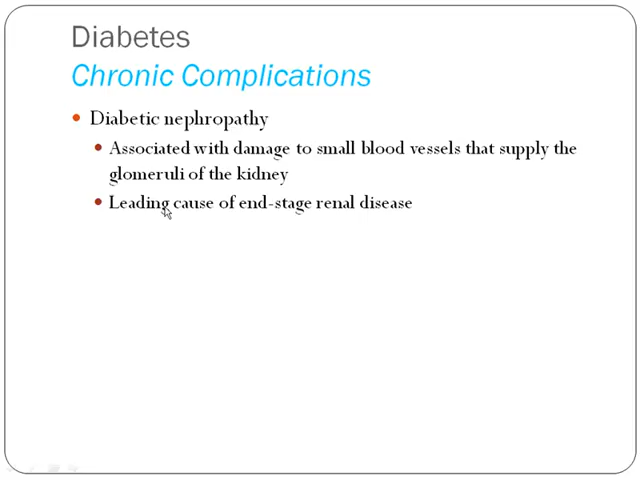 Diabetes
Chronic Complications
• Diabetic nephropathy
• Associated with damage to small blood vessels that supply the
glomeruli of the kidney
• Leading cause of end-stage renal disease